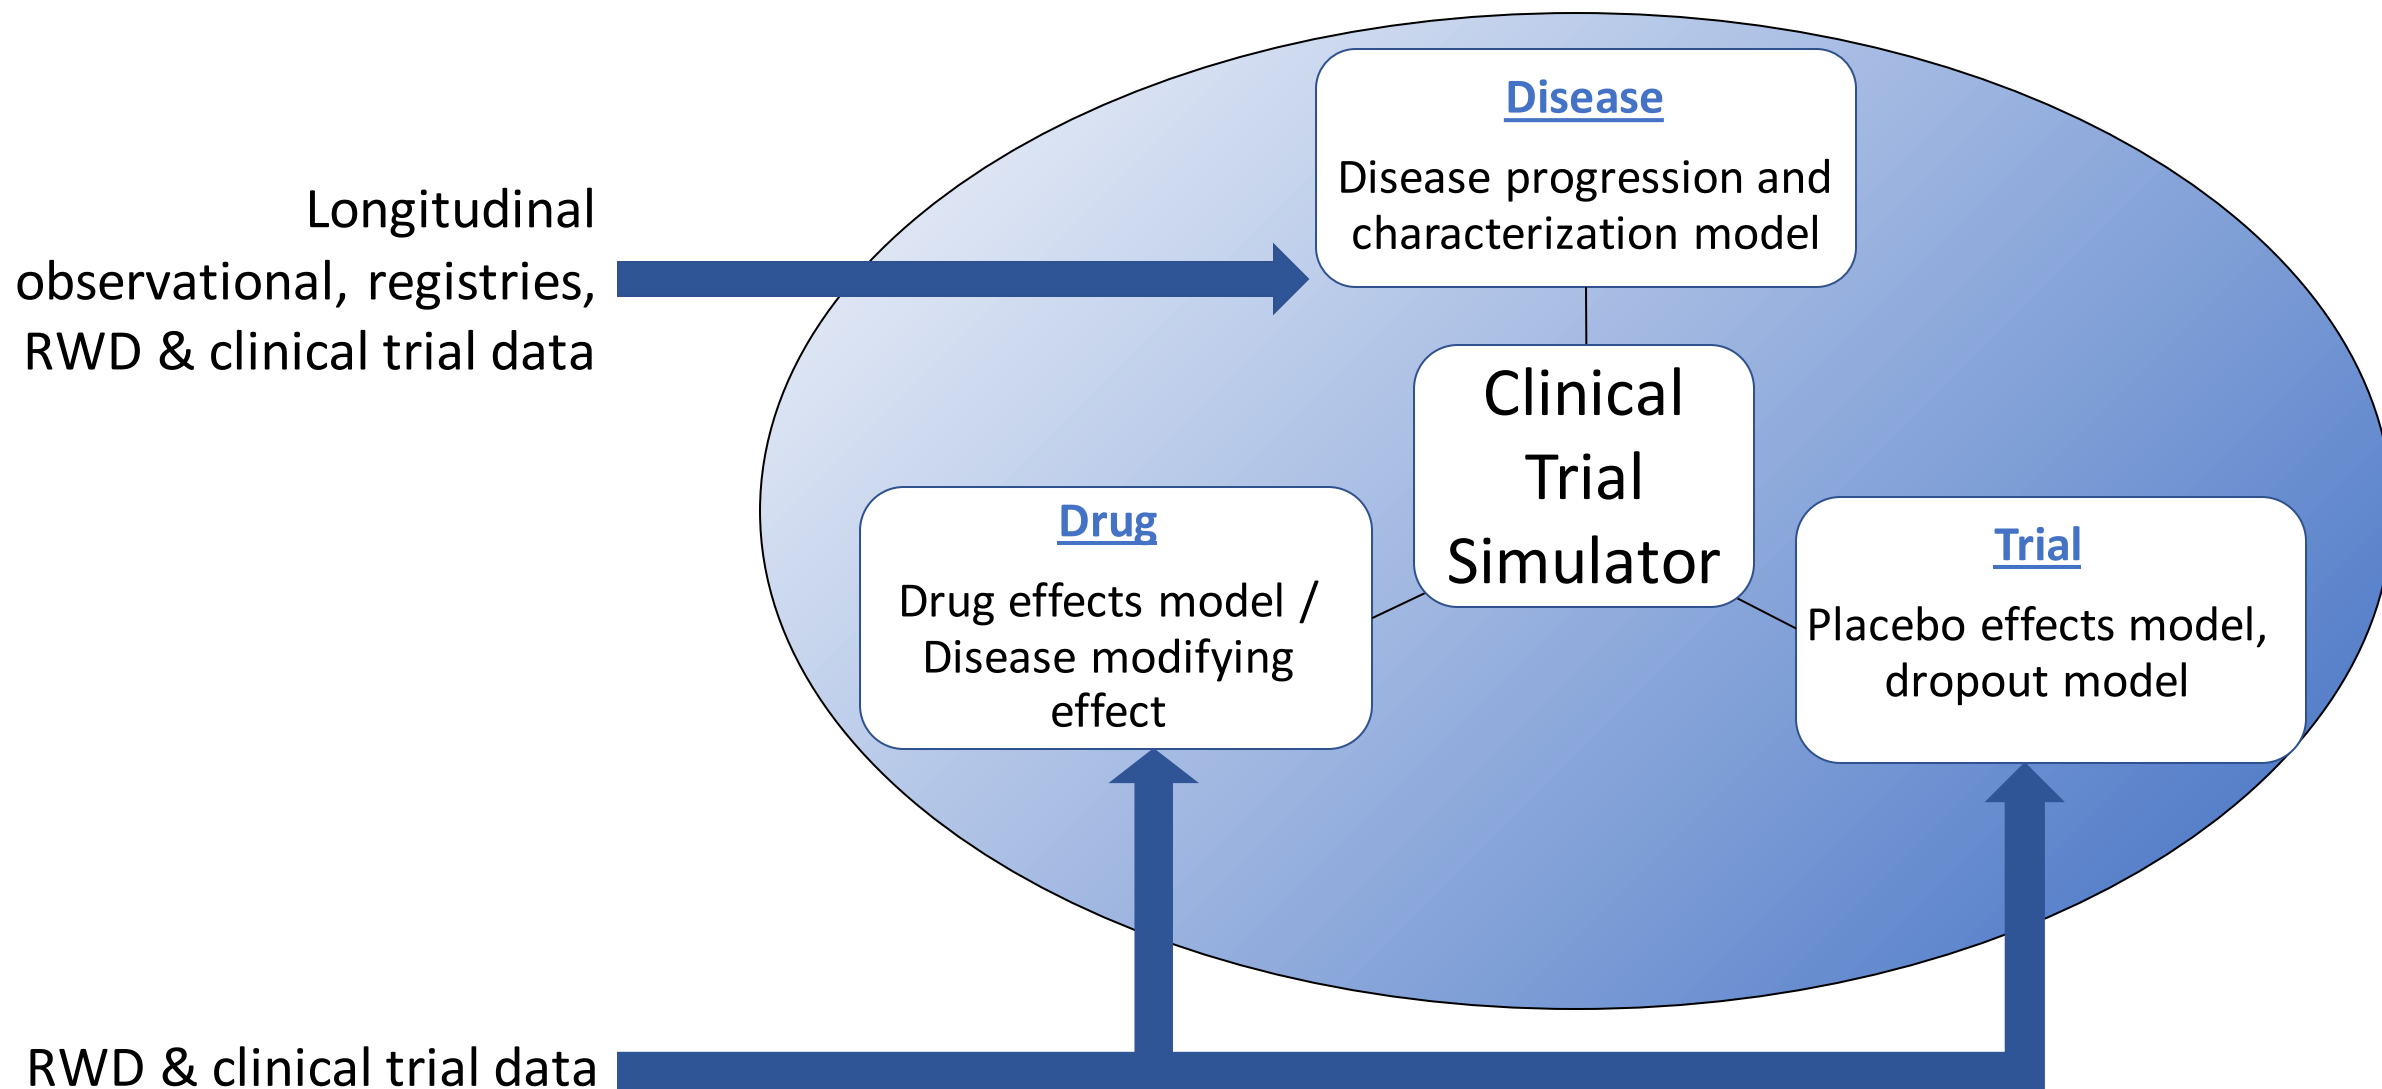 Disease
Disease progression and
characterization model
Longitudinal
observational, registries,
RWD & clinical trial data
Clinical
Trial
Simulator
Drug
Drug effects model /
Disease modifying
effect
Trial
Placebo effects model,
dropout model
RWD & clinical trial data